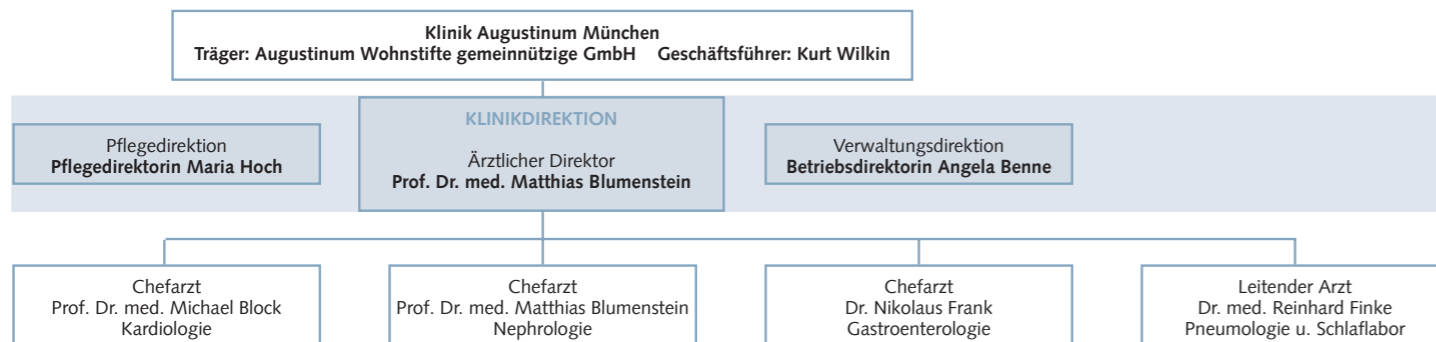 Klinik Augustinum München
Träger: Augustinum Wohnstifte gemeinnützige GmbH Geschäftsführer: Kurt Wilkin
Pflegedirektion
Pflegedirektorin Maria Hoch
KLINIKDIREKTION
Ärztlicher Direktor
Prof. Dr. med. Matthias Blumenstein
Verwaltungsdirektion
Betriebsdirektorin Angela Benne
Chefarzt
Prof. Dr. med. Michael Block
Kardiologie
Chefarzt
Prof. Dr. med. Matthias Blumenstein
Nephrologie
Chefarzt
Dr. Nikolaus Frank
Gastroenterologie
Leitender Arzt
Dr. med. Reinhard Finke
Pneumologie u. Schlaflabor